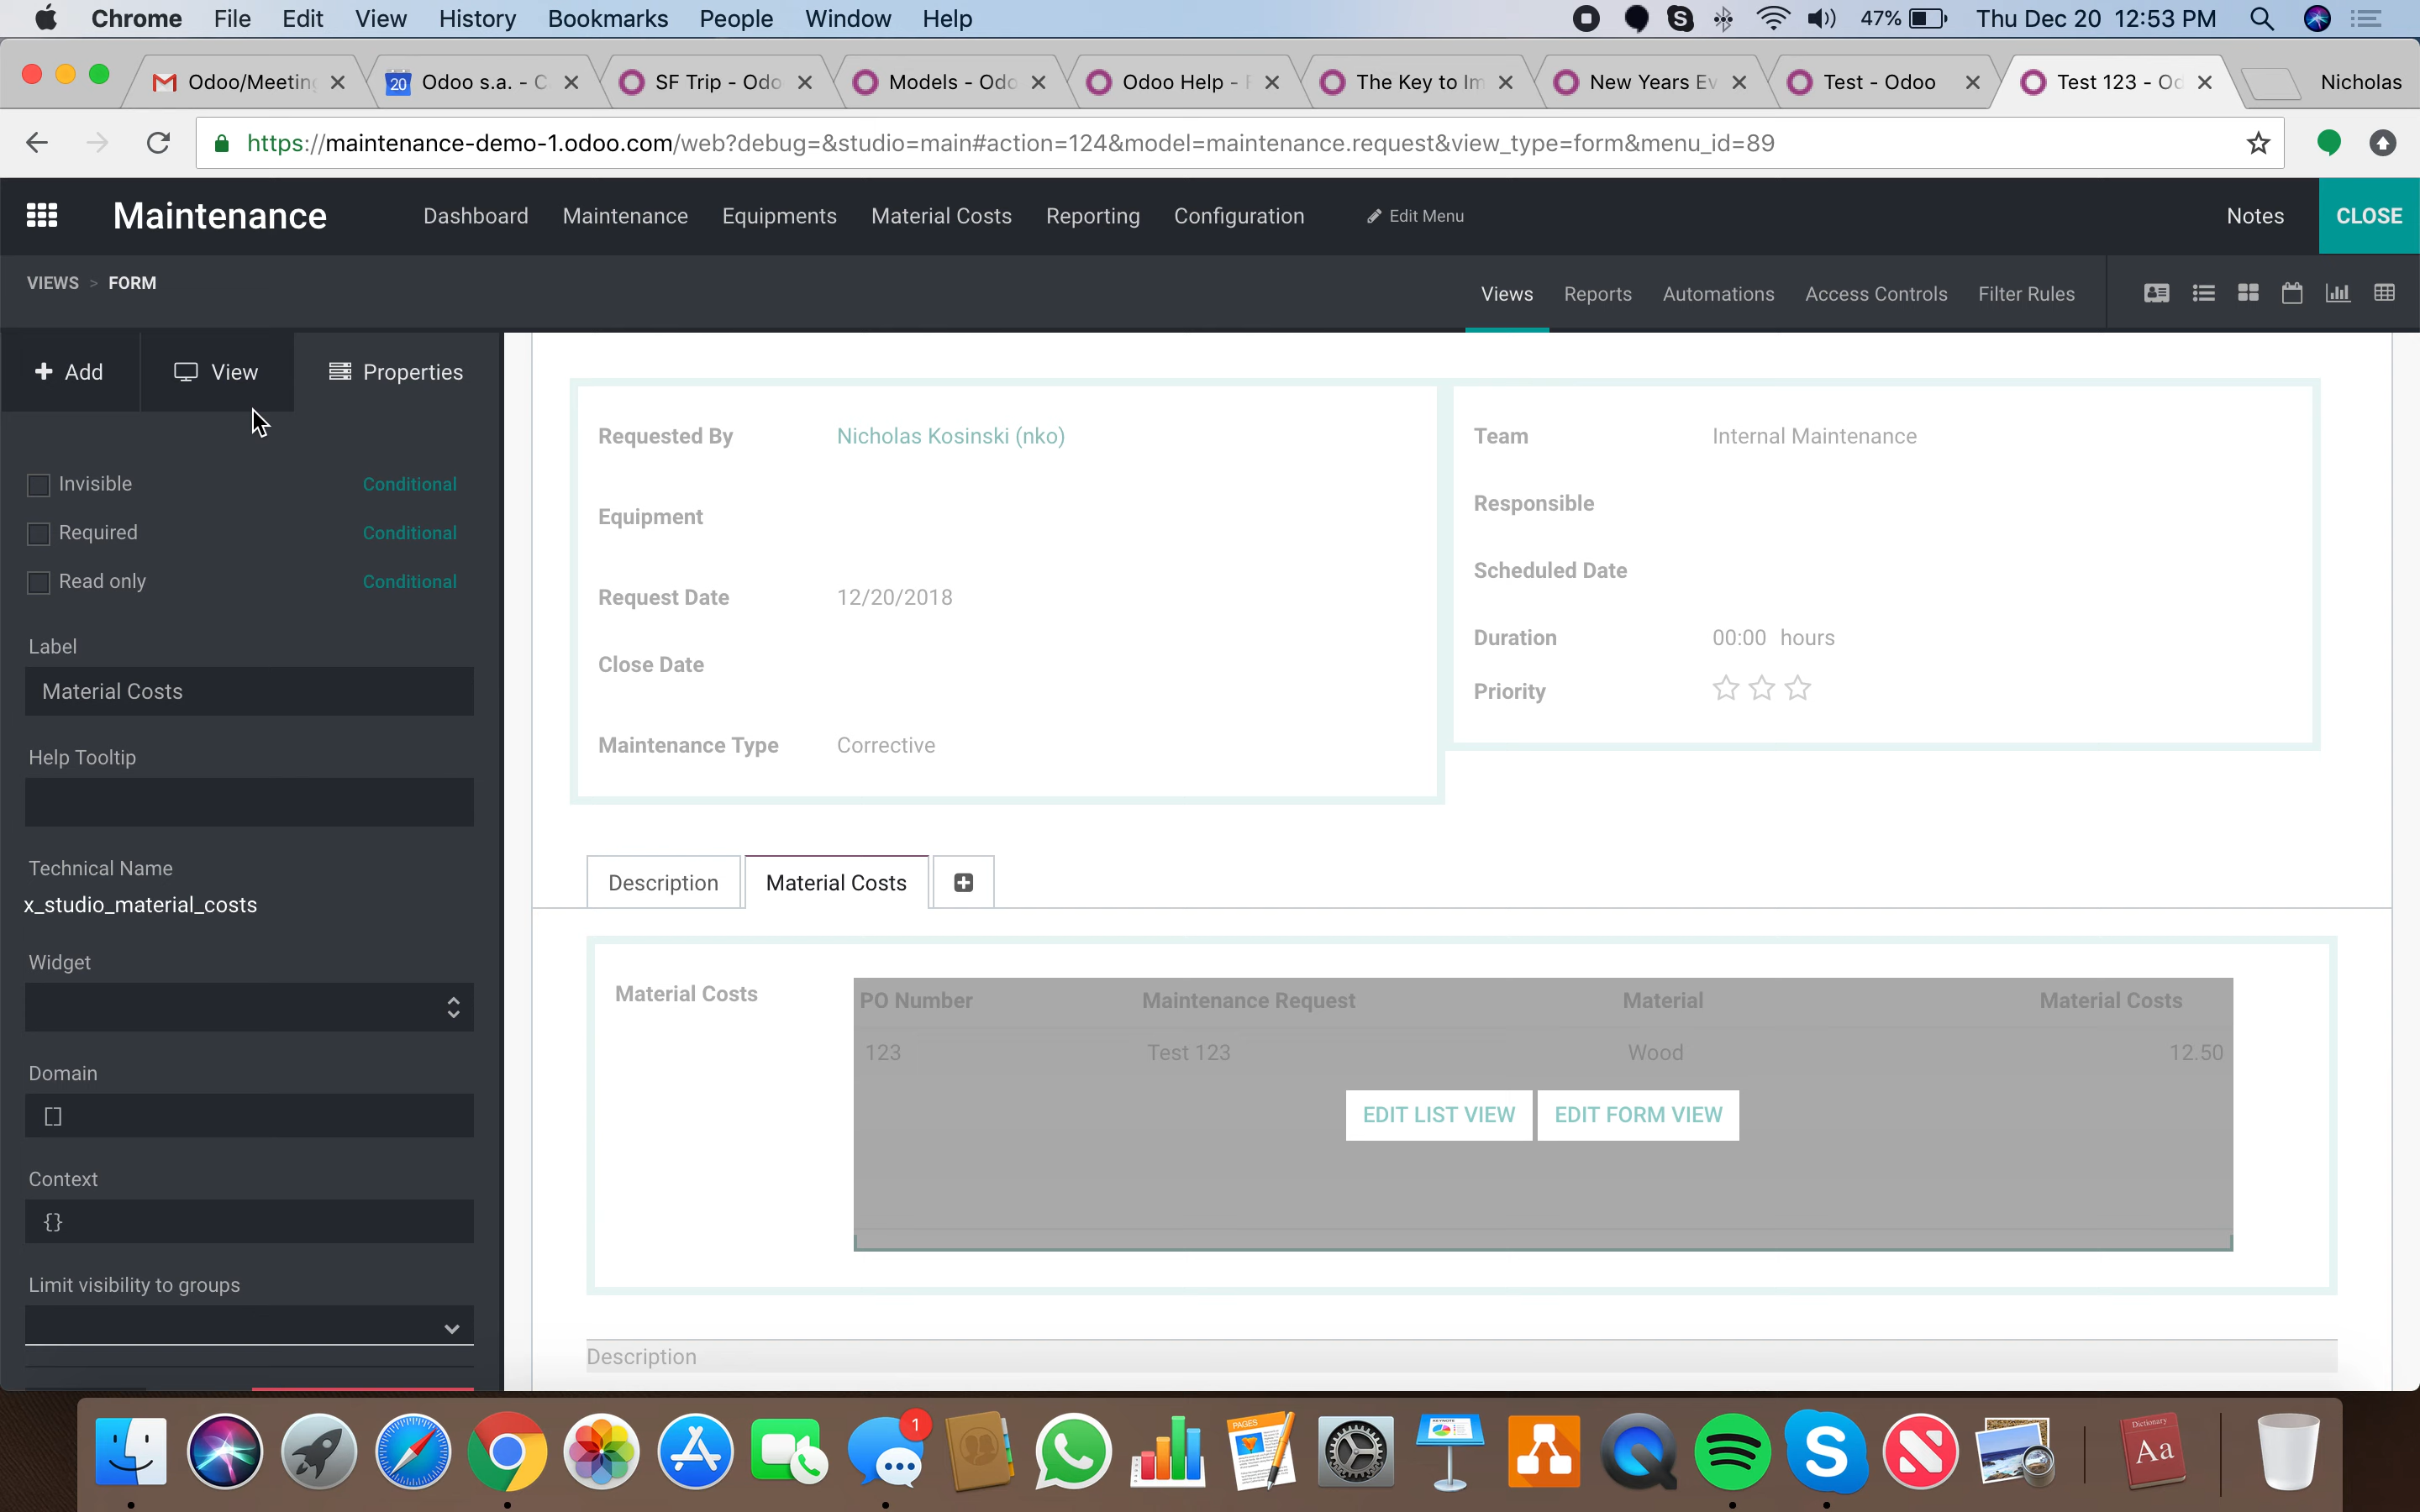 Chrome File Edit View History Bookmarks People Window Help 47% Thu Dec 20 12:53 PM
Odoo/Meeting Odoo s.a. - C SF Trip - Odo Models - Odo Odoo Help - F The Key to Im New Years Ev Test - Odoo Test 123 - Od Nicholas
https://maintenance-demo-1.odoo.com/web?debug=&studio=main#action=124&model=maintenance.request&view_type=form&menu_id=89
Maintenance Dashboard Maintenance Equipments Material Costs Reporting Configuration Edit Menu Notes CLOSE
VIEWS > FORM
Views Reports Automations Access Controls Filter Rules
Add View Properties
Invisible Conditional
Required Conditional
Read only Conditional
Label
Material Costs
Help Tooltip
Technical Name
x_studio_material_costs
Widget
Domain
[]
Context
{}
Limit visibility to groups
Requested By Nicholas Kosinski (nko)
Equipment
Request Date 12/20/2018
Close Date
Maintenance Type Corrective
Team Internal Maintenance
Responsible
Scheduled Date
Duration 00:00 hours
Priority
Description Material Costs
Material Costs
PO Number Maintenance Request Material Material Costs
123 Test 123 Wood 12.50
EDIT LIST VIEW EDIT FORM VIEW
Description
1
PAGES
Dictionary
Aa
20